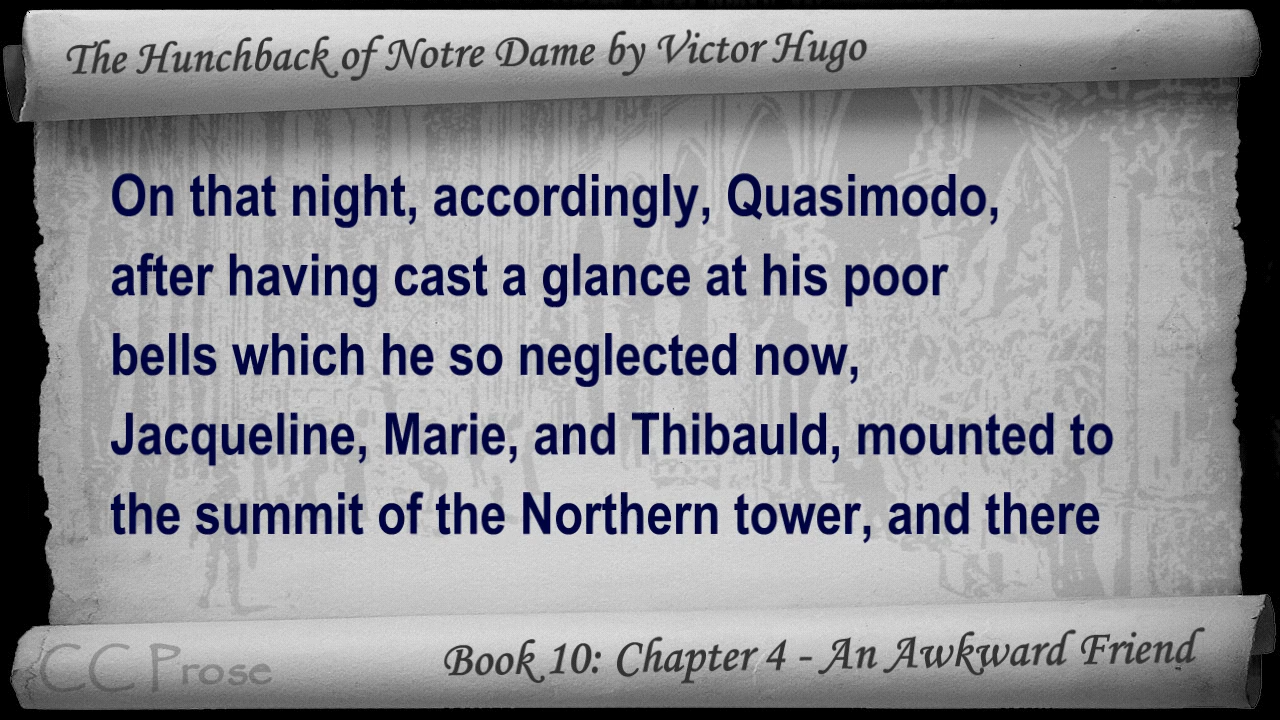 The Hunchback of Notre Dame by Victor Hugo
On that night, accordingly, Quasimodo,
after having cast a glance at his poor
bells which he so neglected now,
Jacqueline, Marie, and Thibauld, mounted to
the summit of the Northern tower, and there
CC Prose
Book 10: Chapter 4 - An Awkward Friend